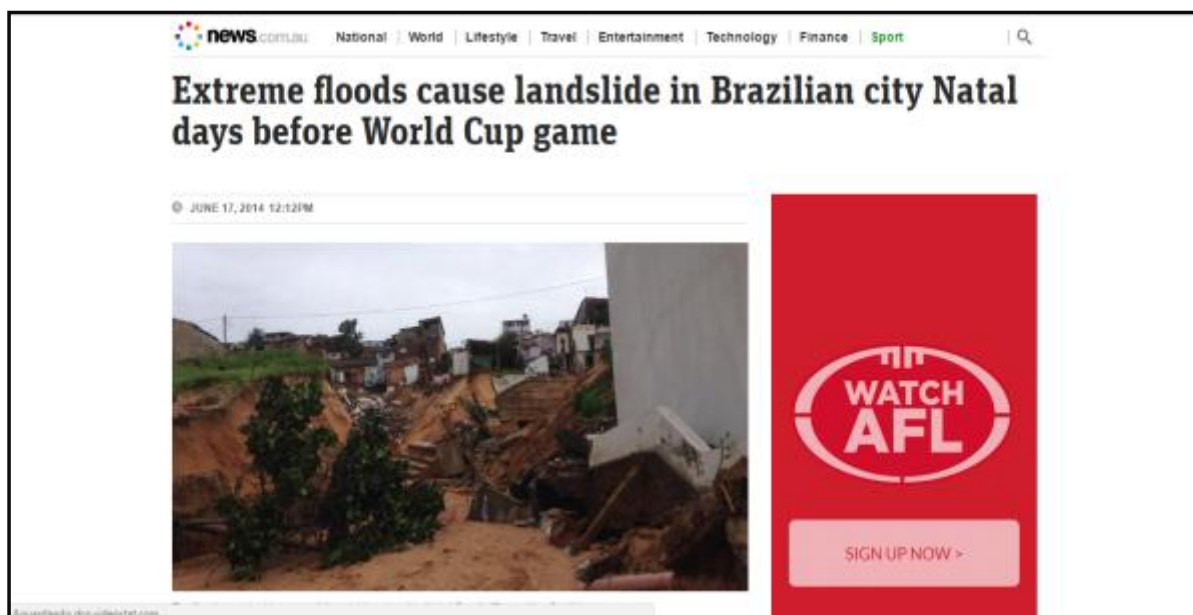 news.com.au National World Lifestyle Travel Entertainment Technology Finance Sport
Extreme floods cause landslide in Brazilian city Natal
days before World Cup game
JUNE 17, 2014 12:12PM
WATCH
AFL
SIGN UP NOW >